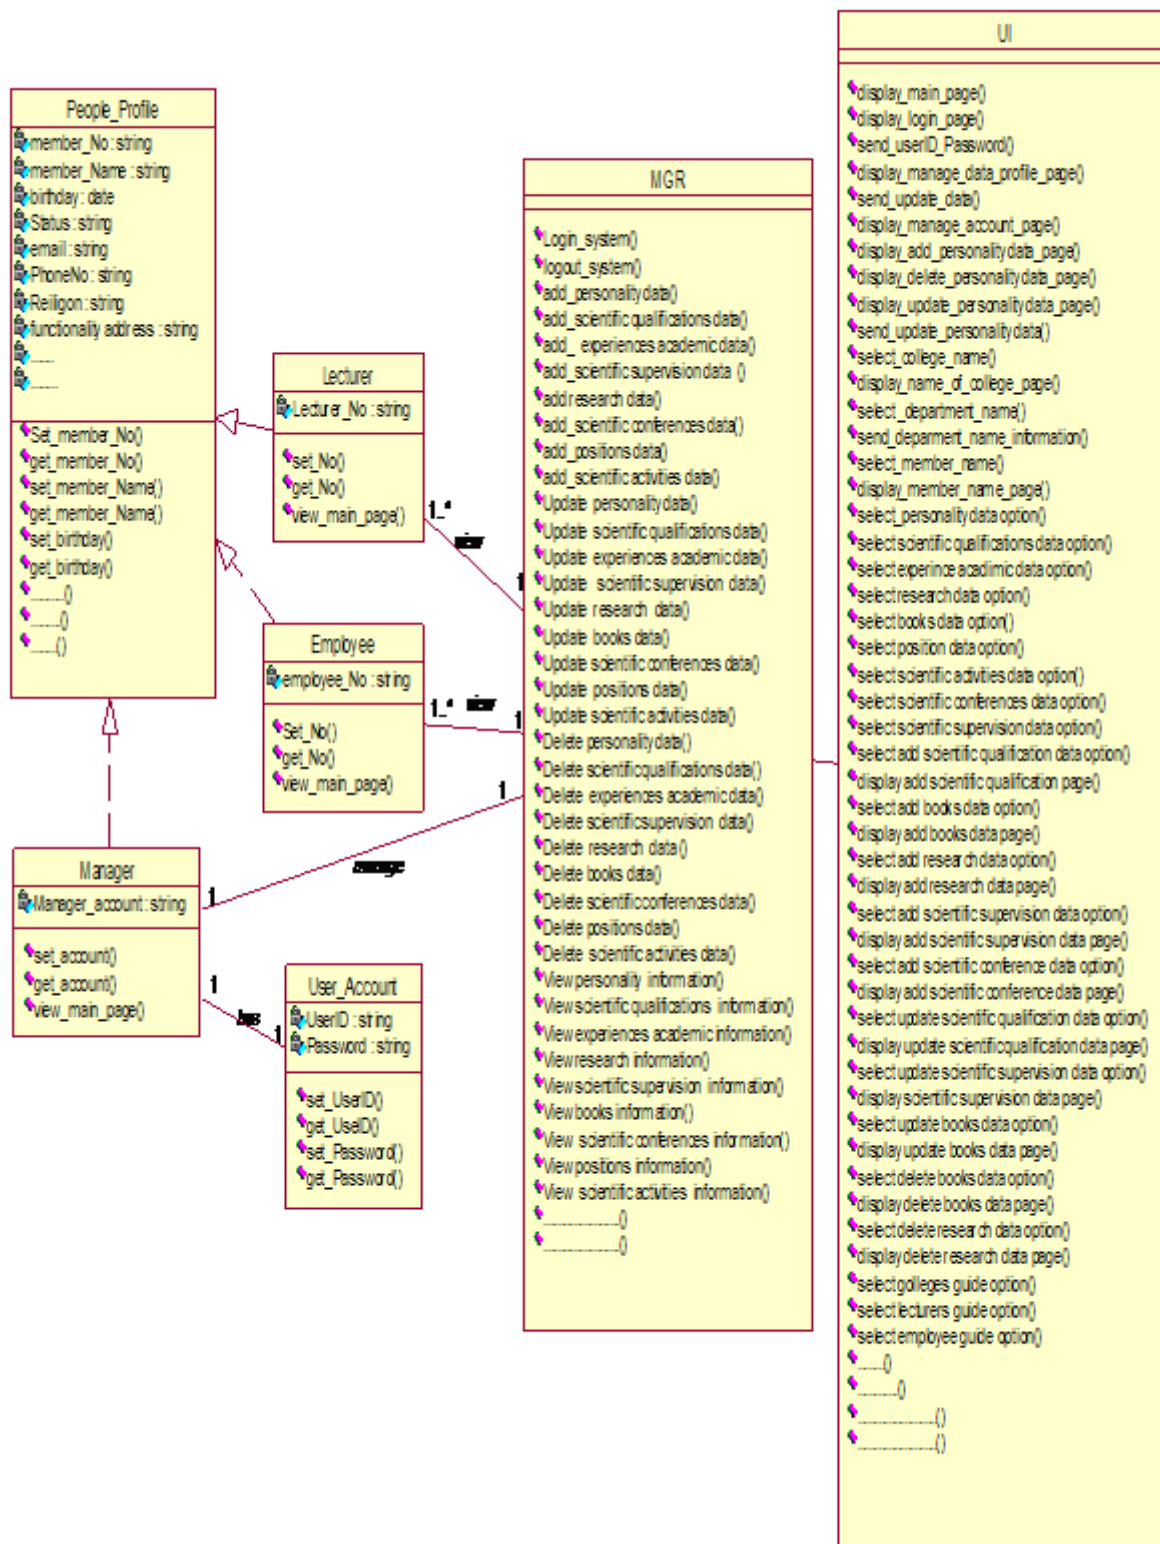 People_Profile
member_No : string
member_Name : string
birthday : date
Status : string
email : string
PhoneNo : string
Reiligon : string
functionality address : string
......
.......
Set_member_No()
get_member_No()
set_member_Name()
get_member_Name()
set_birthday()
get_birthday()
.........()
........()
.......()
Lecturer
Lecturer_No : string
set_No()
get_No()
view_main_page()
1..*
view
1
Employee
employee_No : string
Set_No()
get_No()
view_main_page()
1..*
view
1
Manager
Manager_account : string
set_account()
get_account()
view_main_page()
1
manage
1
1
has
1
User_Account
UserID : string
Password : string
set_UserID()
get_UseID()
set_Password()
get_Password()
MGR
Login_system()
logout_system()
add_personality data()
add_scientific qualifications data()
add_ experiences academic data()
add_scientific supervision data ()
add research data()
add_scientific conferences data()
add_positions data()
add_scientific activities data()
Update personality data()
Update scientific qualifications data()
Update experiences academic data()
Update scientific supervision data()
Update research data()
Update books data()
Update scientific conferences data()
Update positions data()
Update scientific activities data()
Delete personality data()
Delete scientific qualifications data()
Delete experiences academic data()
Delete scientific supervision data()
Delete research data ()
Delete books data()
Delete scientific conferences data()
Delete positions data()
Delete scientific activities data()
View personality information()
View scientific qualifications information()
View experiences academic information()
View research information()
View scientific supervision information()
View books information()
View scientific conferences information()
View positions information()
View scientific activities information()
....................()
....................()
UI
display_main_page()
display_login_page()
send_userID_Password()
display_manage_data_profile_page()
send_update_data()
display_manage_account_page()
display_add_personality data_page()
display_delete_personality data_page()
display_update_personality data_page()
send_update_personality data()
select_college_name()
display_name_of_college_page()
select_department_name()
send_deparment_name_information()
select_member_name()
display_member_name_page()
select_personality data option()
select scientific qualifications data option()
select experince acadimic data option()
select research data option()
select books data option()
select position data option()
select scientific activities data option()
select scientific conferences data option()
select scientific supervision data option()
select add scientific qualification data option()
display add scientific qualification page()
select add books data option()
display add books data page()
select add research data option()
display add research data page()
select add scientific supervision data option()
display add scientific supervision data page()
select add scientific conference data option()
display add scientific conference data page()
select update scientific qualification data option()
display update scientific qualification data page()
select update scientific supervision data option()
display scientific supervision data page()
select update books data option()
display update books data page()
select delete books data option()
display delete books data page()
select delete research data option()
display delete research data page()
select golleges guide option()
select lecturers guide option()
select employee guide option()
.......()
..........()
.....................()
.....................()